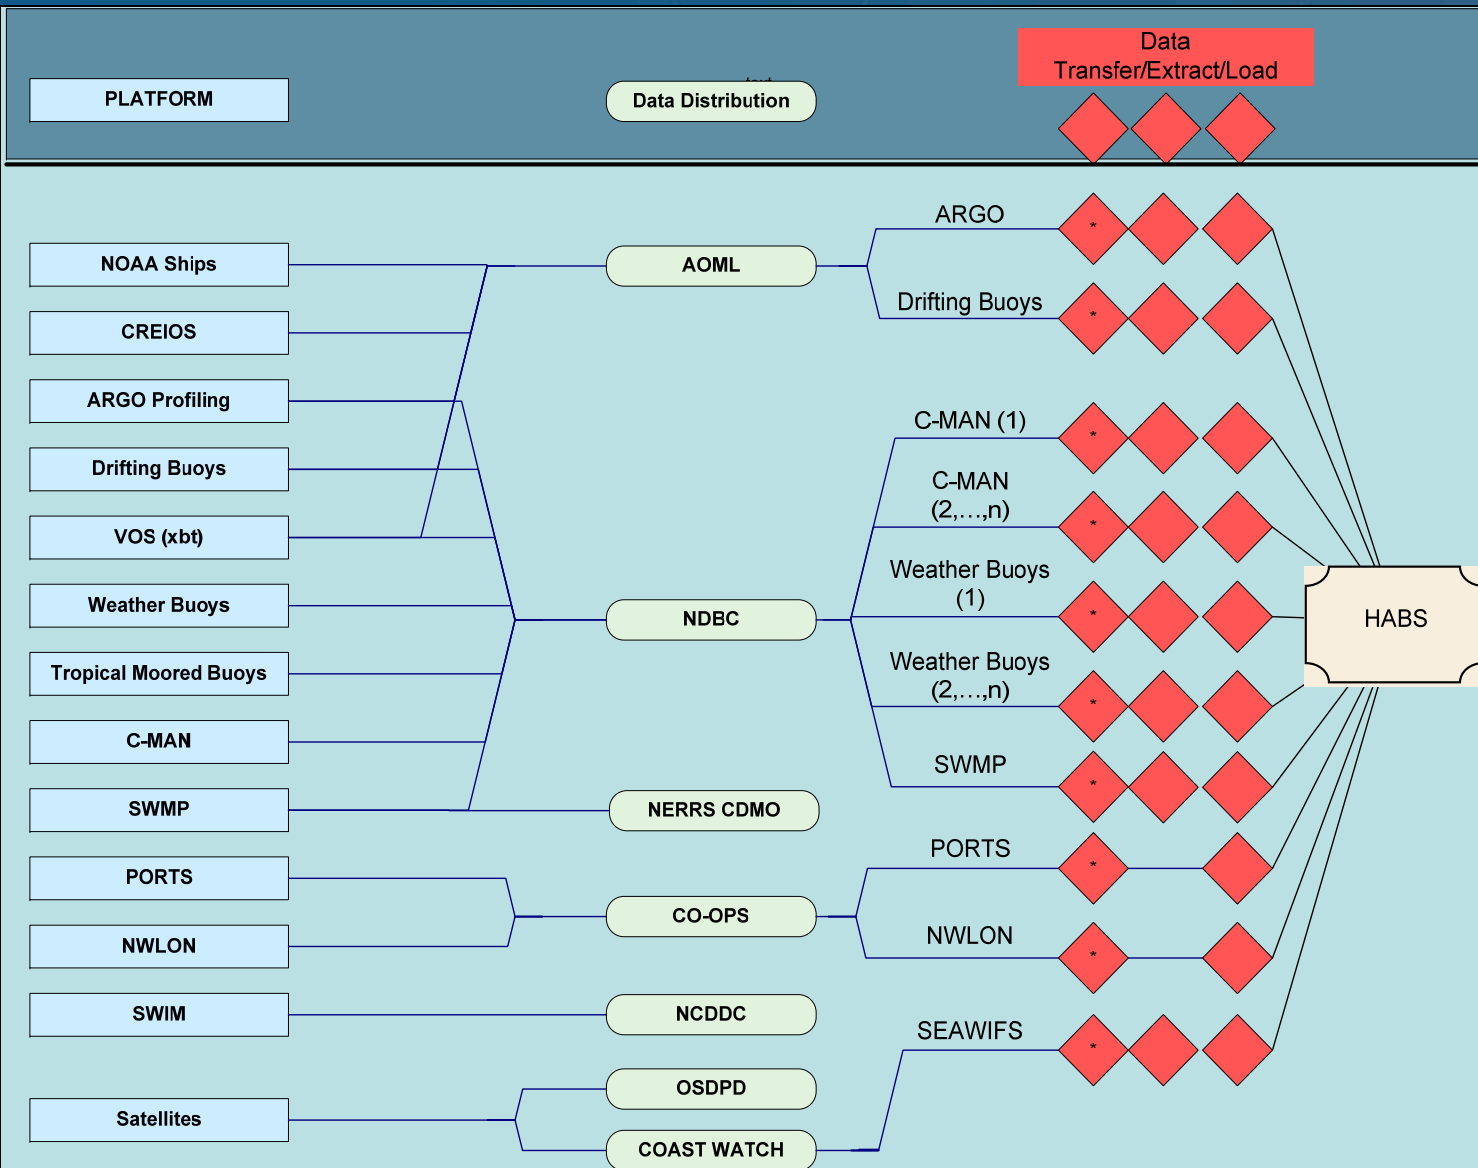 Data
Transfer/Extract/Load
PLATFORM
Data Distribution
ARGO
*
NOAA Ships
AOML
Drifting Buoys
*
CREIOS
ARGO Profiling
C-MAN (1)
*
Drifting Buoys
C-MAN
(2,...,n)
*
VOS (xbt)
Weather Buoys
(1)
*
Weather Buoys
NDBC
HABS
Tropical Moored Buoys
Weather Buoys
(2,...,n)
*
C-MAN
SWMP
*
SWMP
NERRS CDMO
PORTS
*
PORTS
CO-OPS
NWLON
*
NWLON
SWIM
NCDDC
SEAWIFS
*
OSDPD
Satellites
COAST WATCH